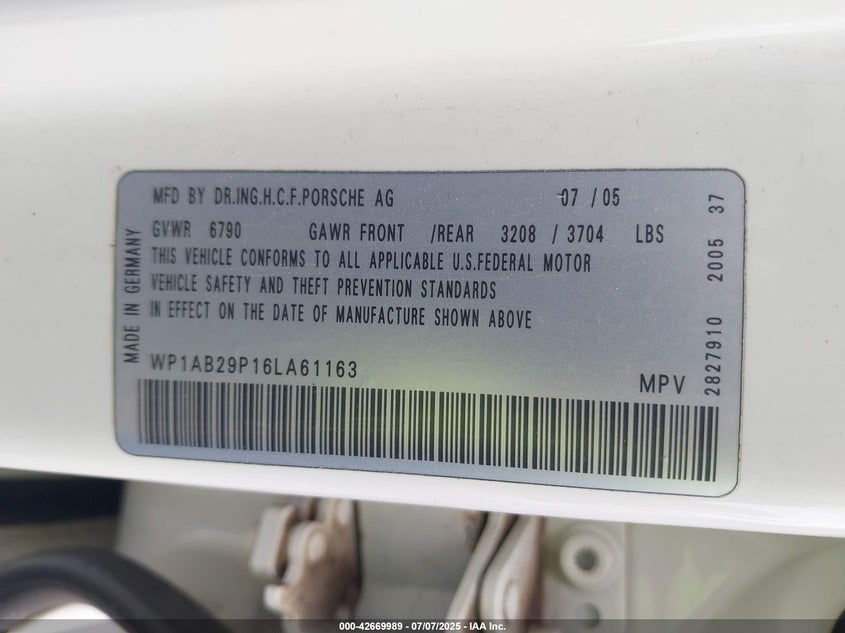 MFD BY DR.ING.H.C.F.PORSCHE AG 07 /05
GVWR 6790 GAWR FRONT /REAR 3208 / 3704 LBS
THIS VEHICLE CONFORMS TO ALL APPLICABLE U.S.FEDERAL MOTOR
VEHICLE SAFETY AND THEFT PREVENTION STANDARDS
IN EFFECT ON THE DATE OF MANUFACTURE SHOWN ABOVE
WP1AB29P16LA61163
MPV
MADE IN GERMANY
2827910 2005 37
000-42669989 - 07/07/2025 - IAA Inc.